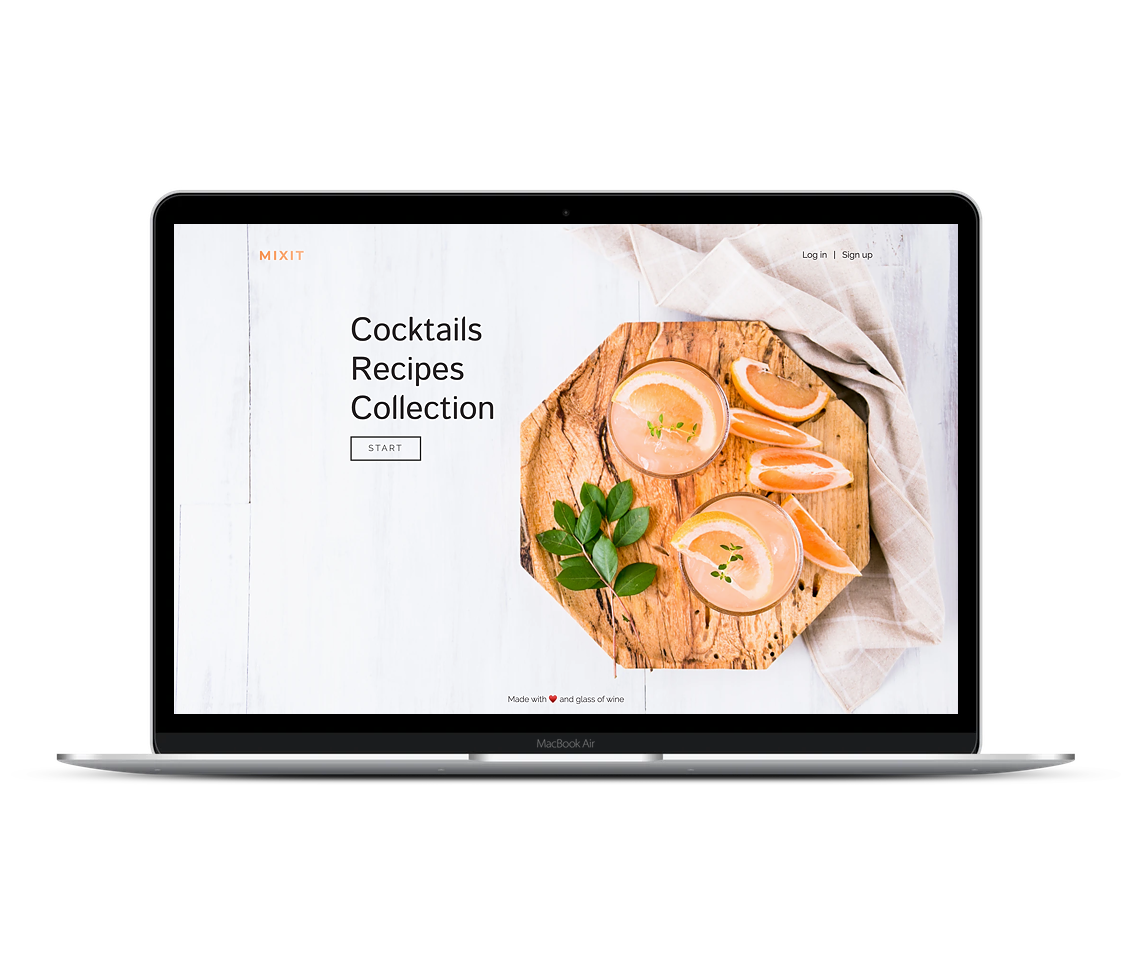 MIXIT
Log in | Sign up
Cocktails
Recipes
Collection
START
Made with ❤️ and glass of wine
MacBook Air